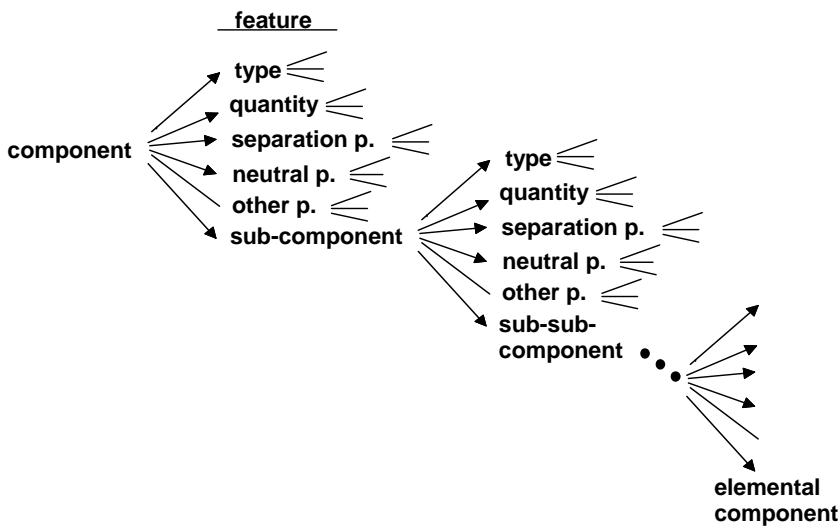 feature
type
quantity
separation p.
component
neutral p.
other p.
sub-component
type
quantity
separation p.
neutral p.
other p.
sub-sub-
component
elemental
component